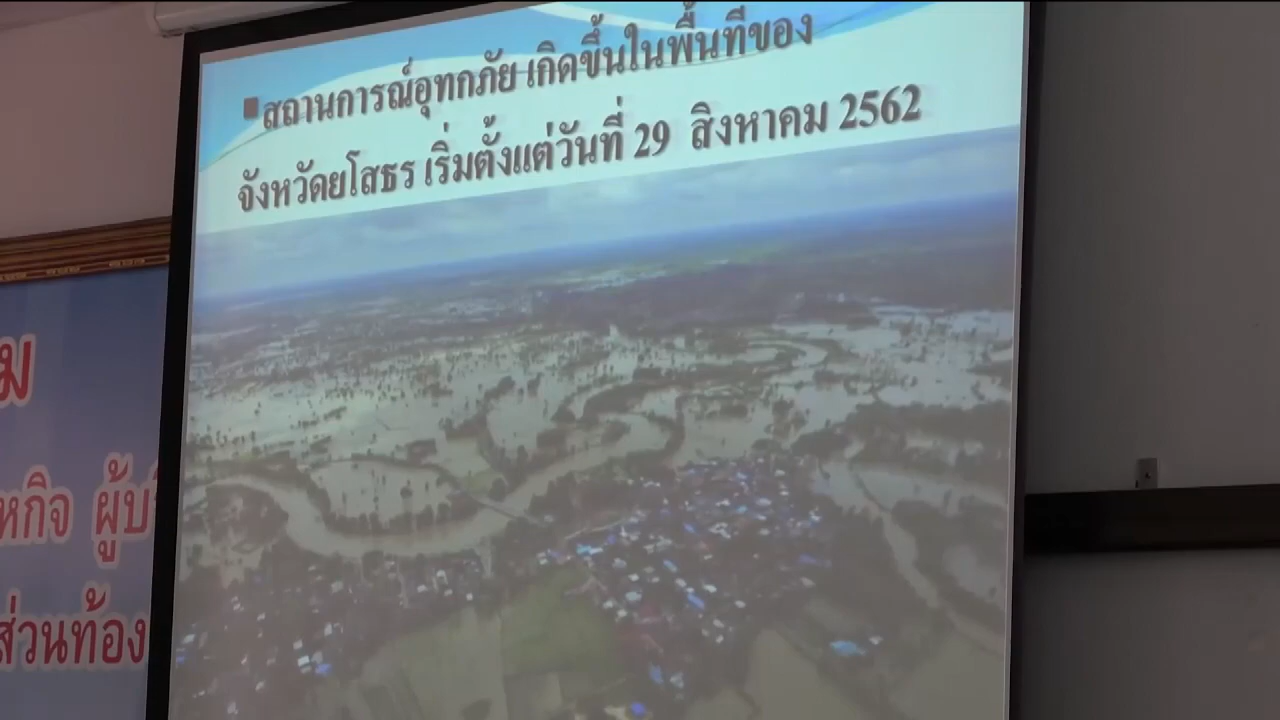 สถานการณ์อุทกภัย เกิดขึ้นในพื้นที่ของ
จังหวัดยโสธร เริ่มตั้งแต่วันที่ 29 สิงหาคม 2562
ม
หกิจ ผู้บริ
ส่วนท้อง